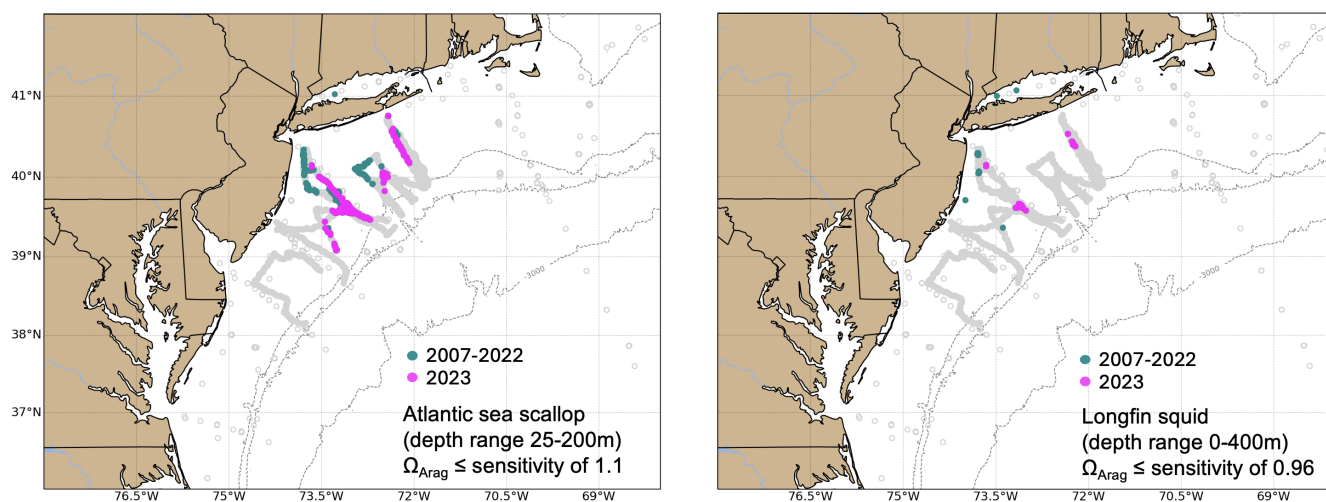 41°N
40°N
39°N
38°N
37°N
-3000
2007-2022
2023
Atlantic sea scallop
(depth range 25-200m)
ΩArag ≤ sensitivity of 1.1
76.5°W 75°W 73.5°W 72°W 70.5°W 69°W
41°N
40°N
39°N
38°N
37°N
-3000
2007-2022
2023
Longfin squid
(depth range 0-400m)
ΩArag ≤ sensitivity of 0.96
76.5°W 75°W 73.5°W 72°W 70.5°W 69°W